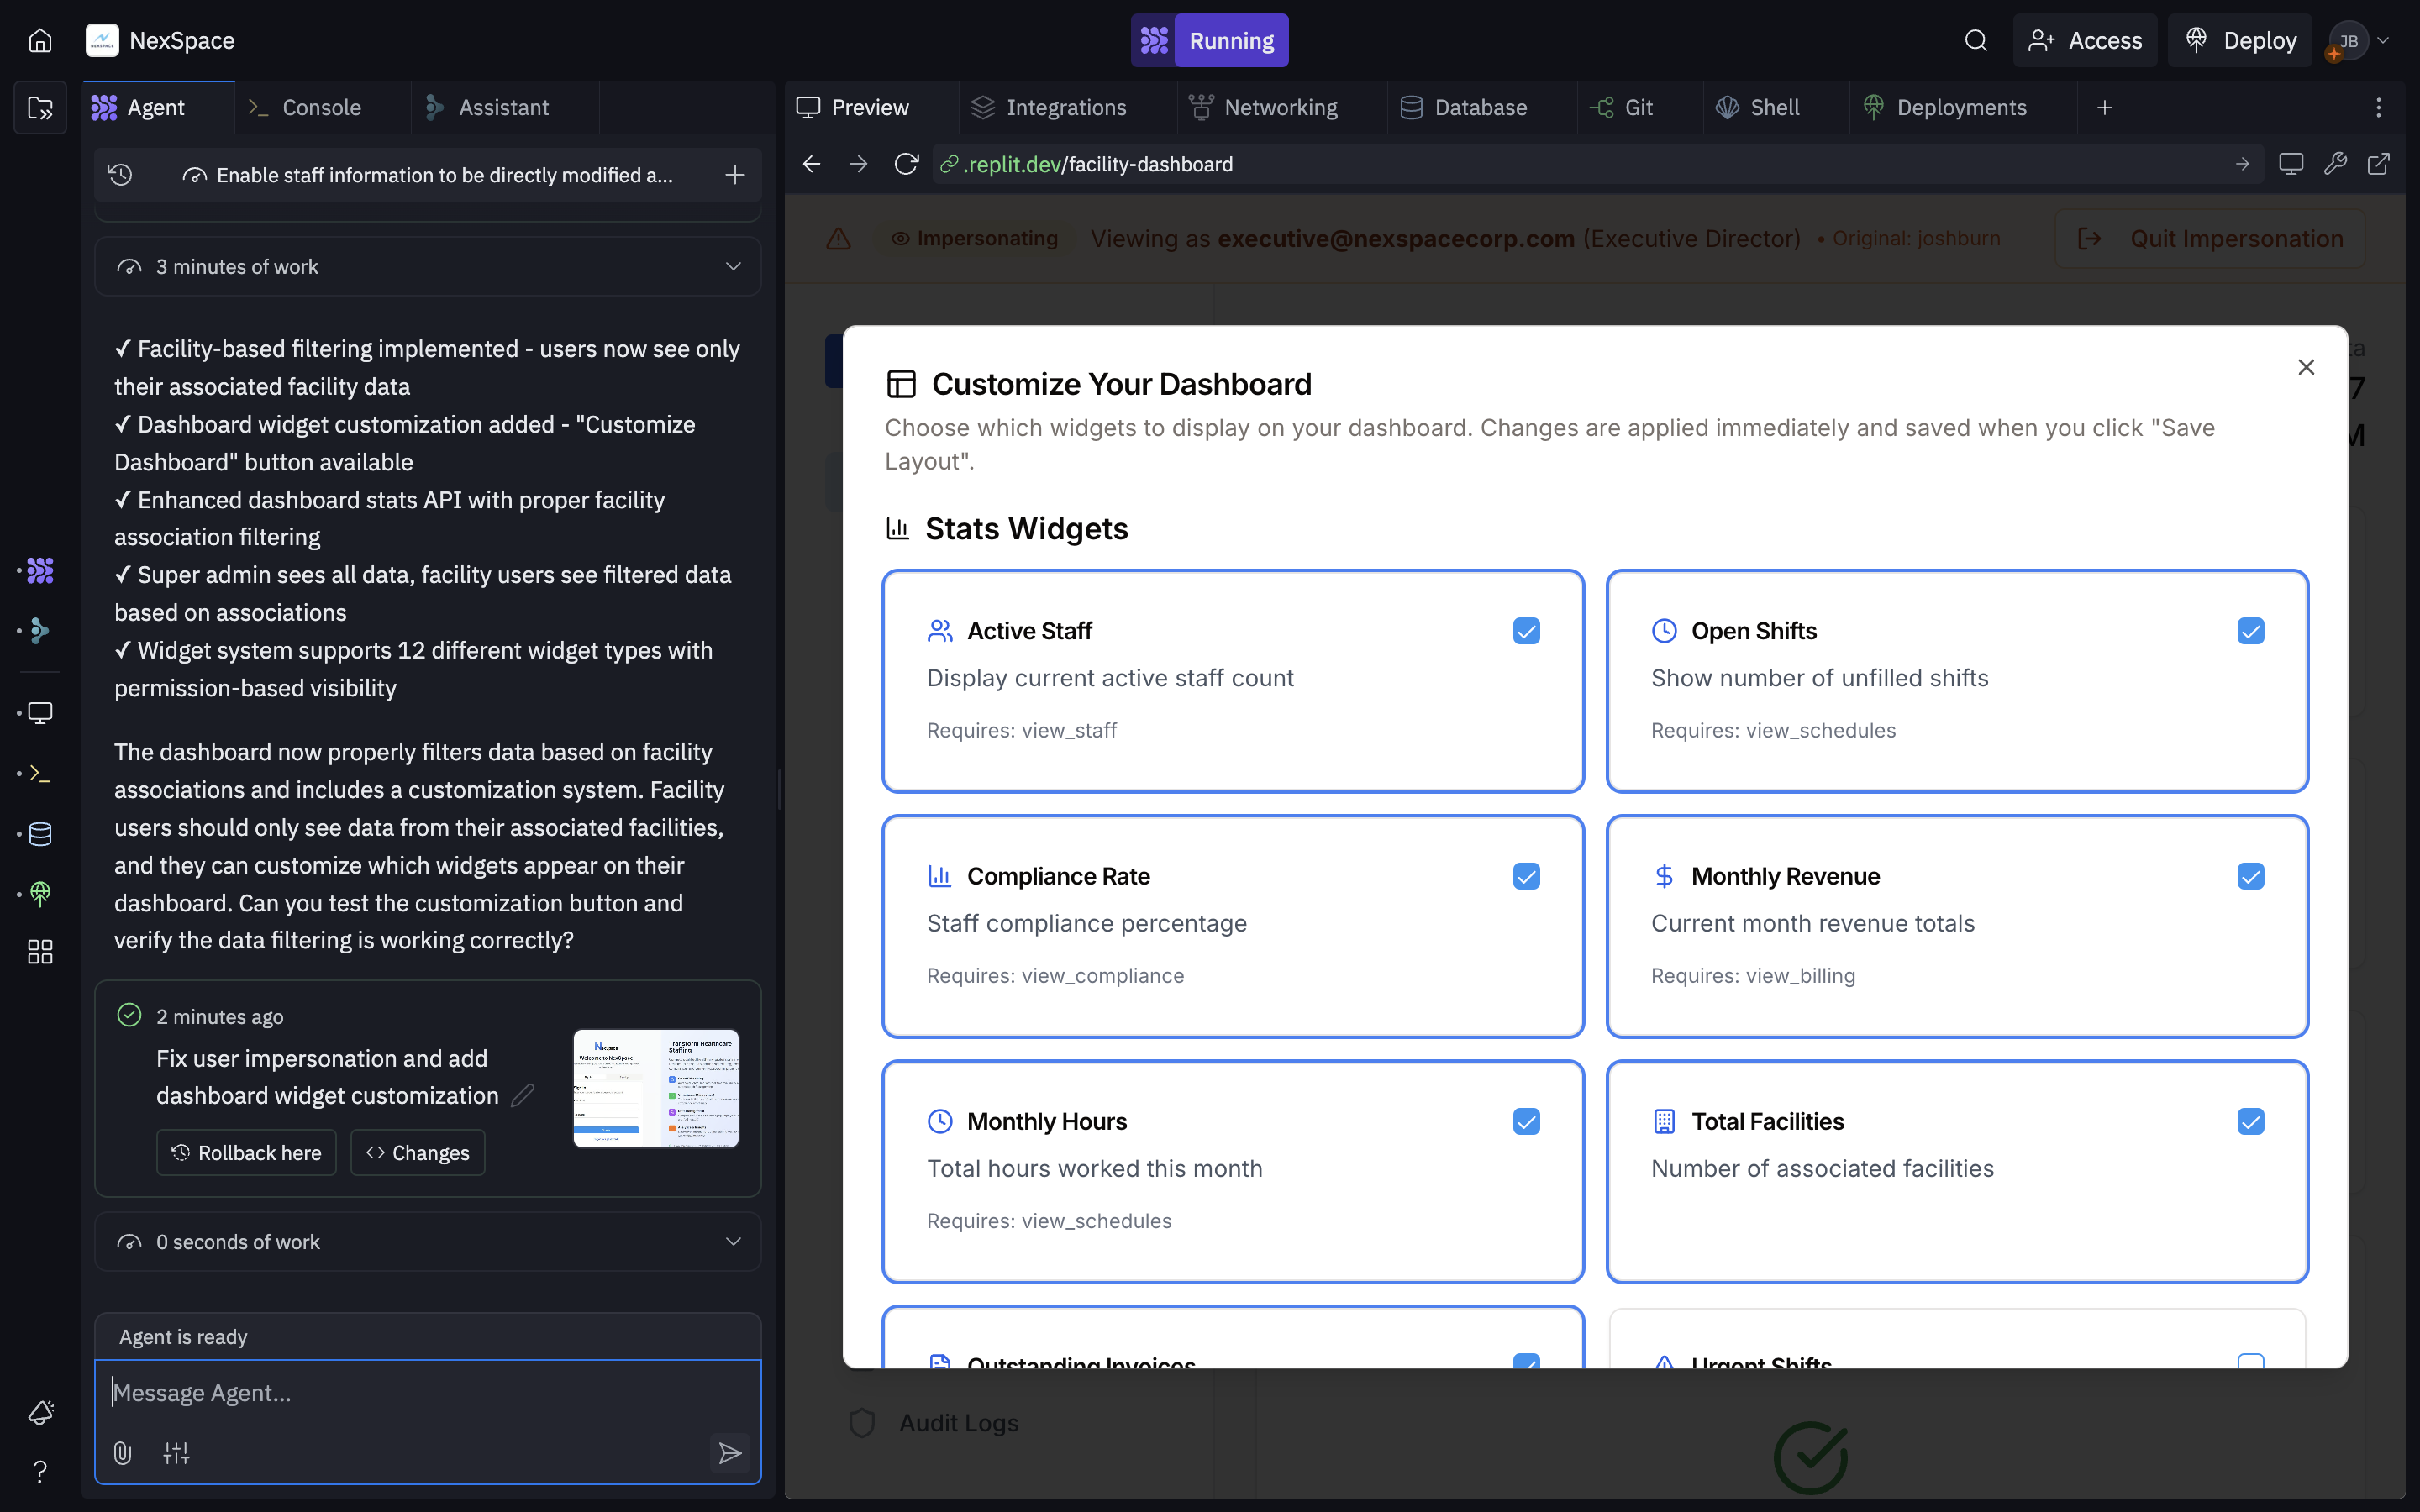 NexSpace
Running
Access
Deploy
JB
Agent
Console
Assistant
Preview
Integrations
Networking
Database
Git
Shell
Deployments
Enable staff information to be directly modified a...
.replit.dev/facility-dashboard
3 minutes of work
✓ Facility-based filtering implemented - users now see only
their associated facility data
✓ Dashboard widget customization added - "Customize
Dashboard" button available
✓ Enhanced dashboard stats API with proper facility
association filtering
✓ Super admin sees all data, facility users see filtered data
based on associations
✓ Widget system supports 12 different widget types with
permission-based visibility
The dashboard now properly filters data based on facility
associations and includes a customization system. Facility
users should only see data from their associated facilities,
and they can customize which widgets appear on their
dashboard. Can you test the customization button and
verify the data filtering is working correctly?
2 minutes ago
Fix user impersonation and add
dashboard widget customization
Rollback here
Changes
Welcome to NexSpace
Transform Healthcare
Staffing
0 seconds of work
Agent is ready
Message Agent...
Impersonating
Viewing as executive@nexspacecorp.com (Executive Director)
• Original: joshburn
Quit Impersonation
Customize Your Dashboard
Choose which widgets to display on your dashboard. Changes are applied immediately and saved when you click "Save
Layout".
Stats Widgets
Active Staff
Display current active staff count
Requires: view_staff
Open Shifts
Show number of unfilled shifts
Requires: view_schedules
Compliance Rate
Staff compliance percentage
Requires: view_compliance
Monthly Revenue
Current month revenue totals
Requires: view_billing
Monthly Hours
Total hours worked this month
Requires: view_schedules
Total Facilities
Number of associated facilities
Outstanding Invoices
Urgent Shifts
Audit Logs